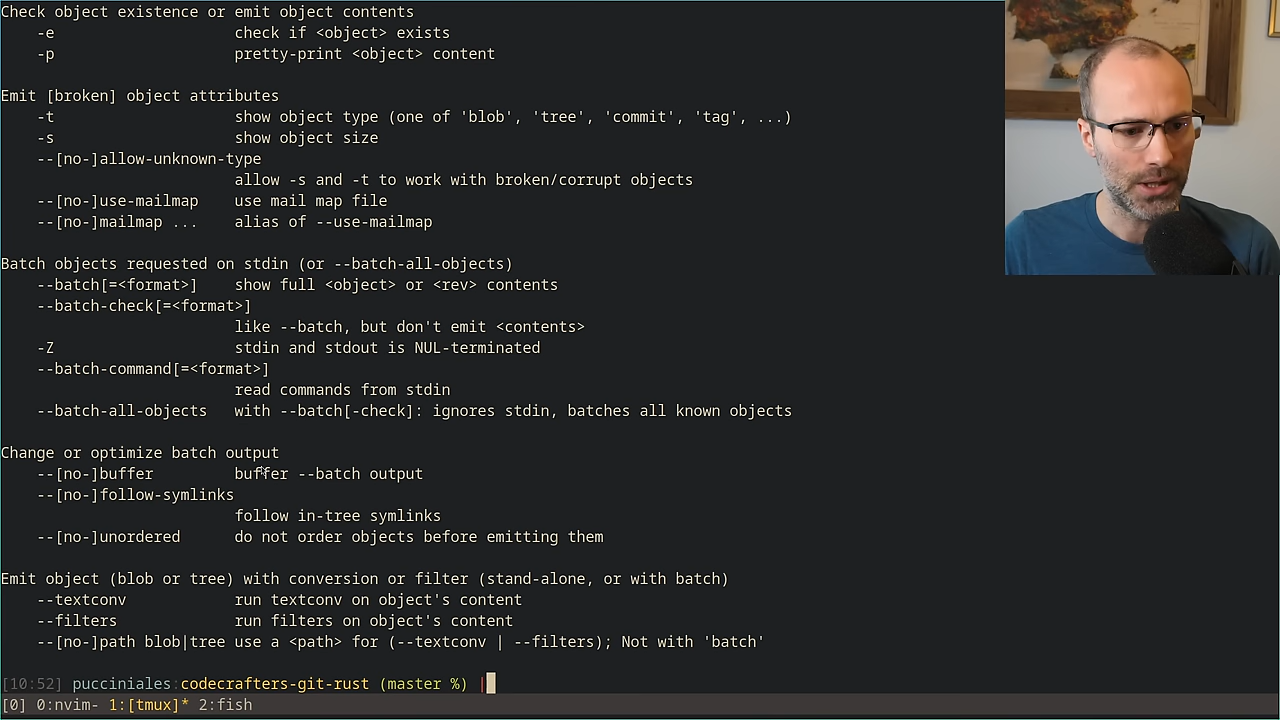 Check object existence or emit object contents
    -e                    check if <object> exists
    -p                    pretty-print <object> content

Emit [broken] object attributes
    -t                    show object type (one of 'blob', 'tree', 'commit', 'tag', ...)
    -s                    show object size
    --[no-]allow-unknown-type
                          allow -s and -t to work with broken/corrupt objects
    --[no-]use-mailmap    use mail map file
    --[no-]mailmap ...    alias of --use-mailmap

Batch objects requested on stdin (or --batch-all-objects)
    --batch[=<format>]    show full <object> or <rev> contents
    --batch-check[=<format>]
                          like --batch, but don't emit <contents>
    -Z                    stdin and stdout is NUL-terminated
    --batch-command[=<format>]
                          read commands from stdin
    --batch-all-objects   with --batch[-check]: ignores stdin, batches all known objects

Change or optimize batch output
    --[no-]buffer         buffer --batch output
    --[no-]follow-symlinks
                          follow in-tree symlinks
    --[no-]unordered      do not order objects before emitting them

Emit object (blob or tree) with conversion or filter (stand-alone, or with batch)
    --textconv            run textconv on object's content
    --filters             run filters on object's content
    --[no-]path blob|tree use a <path> for (--textconv | --filters); Not with 'batch'

[10:52] pucciniales:codecrafters-git-rust (master %) |
[0] 0:nvim- 1:[tmux]* 2:fish